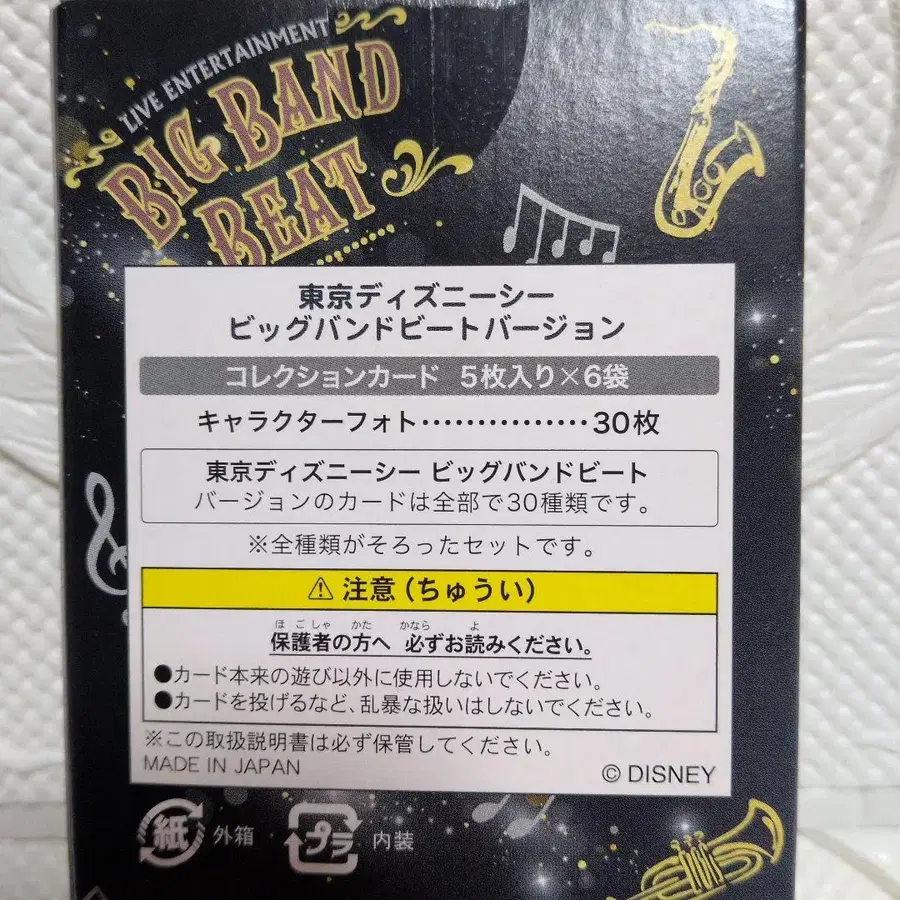 LIVE ENTERTAINMENT
BIG BAND
BEAT
東京ディズニーシー
ビッグバンドビートバージョン
コレクションカード 5枚入り×6袋
キャラクターフォト……………30枚
東京ディズニーシー ビッグバンドビート
バージョンのカードは全部で30種類です。
※全種類がそろったセットです。
⚠注意(ちゅうい)
ほごしゃ かた かなら よ
保護者の方へ 必ずお読みください。
●カード本来の遊び以外に使用しないでください。
●カードを投げるなど、乱暴な扱いはしないでください。
※この取扱説明書は必ず保管してください。
MADE IN JAPAN
© DISNEY
紙 外箱 プラ 内装